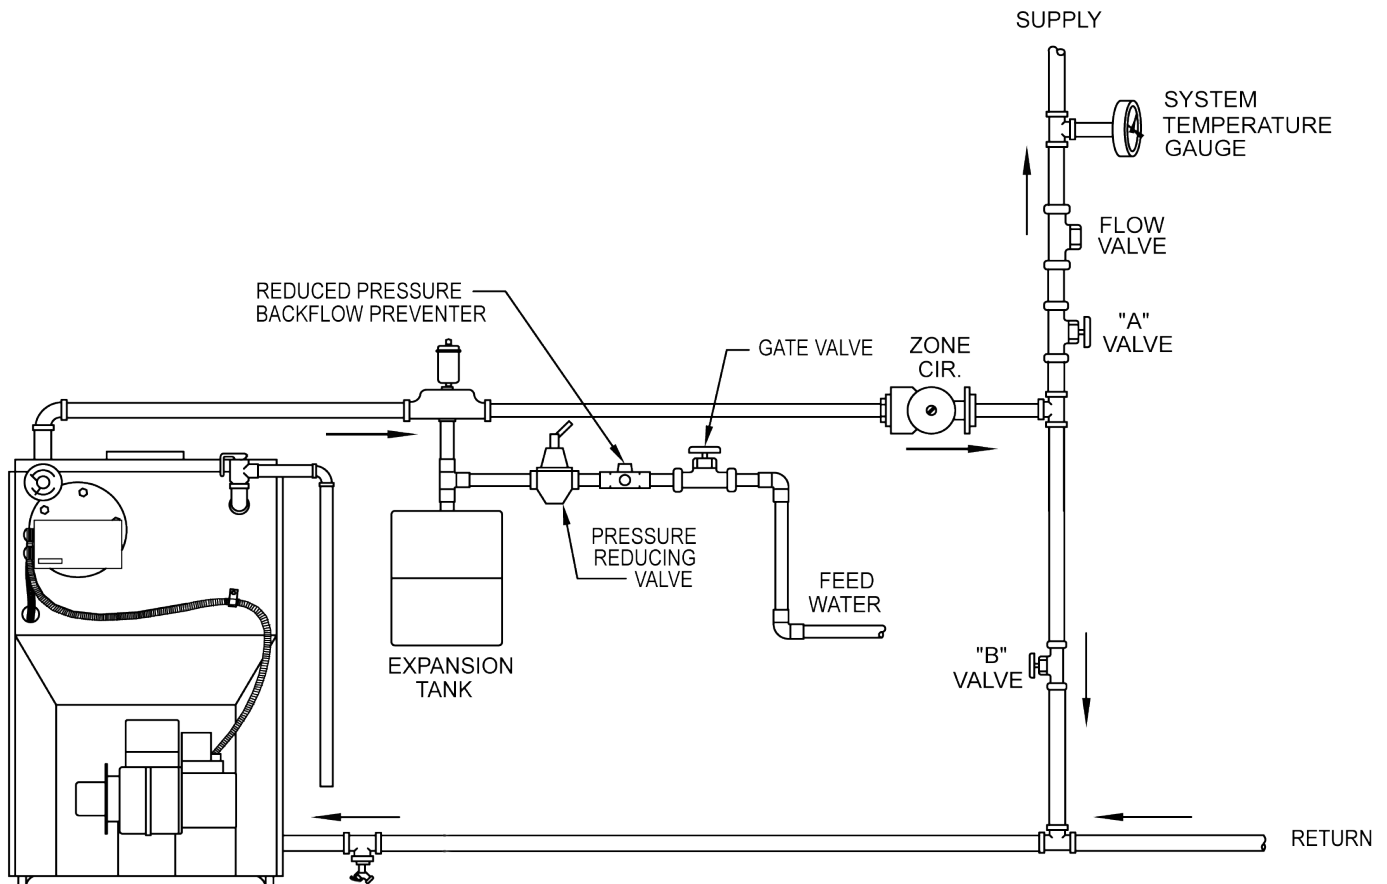 SUPPLY
SYSTEM
TEMPERATURE
GAUGE
FLOW
VALVE
REDUCED PRESSURE
BACKFLOW PREVENTER
"A"
VALVE
GATE VALVE
ZONE
CIR.
PRESSURE
REDUCING
VALVE
FEED
WATER
EXPANSION
TANK
"B"
VALVE
RETURN